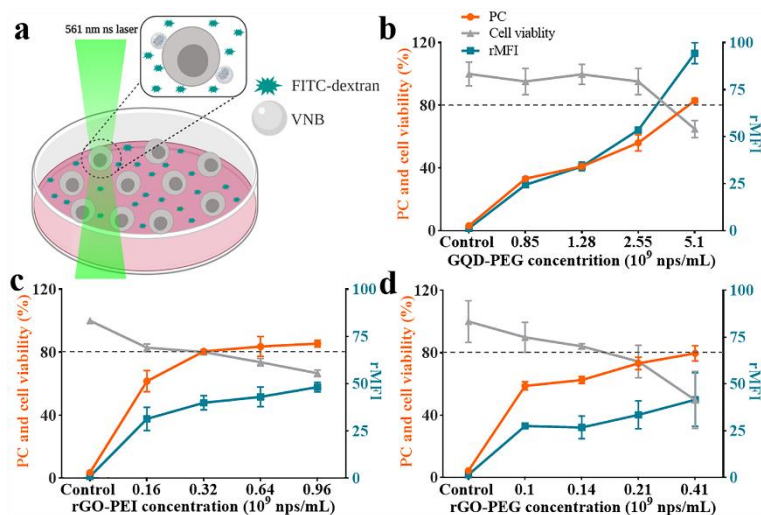 a
561 nm ns laser
FITC-dextran
VNB
PC
Cell viablity
rMFI
b
PC and cell viability (%)
120
80
40
0
100
75
50
25
0
rMFI
Control 0.85 1.28 2.55 5.1
GQD-PEG concentrition (10⁹ nps/mL)
c
PC and cell viability (%)
120
80
40
0
100
75
50
25
0
rMFI
Control 0.16 0.32 0.64 0.96
rGO-PEI concentration (10⁹ nps/mL)
d
PC and cell viability (%)
120
80
40
0
100
75
50
25
0
rMFI
Control 0.1 0.14 0.21 0.41
rGO-PEG concentration (10⁹ nps/mL)